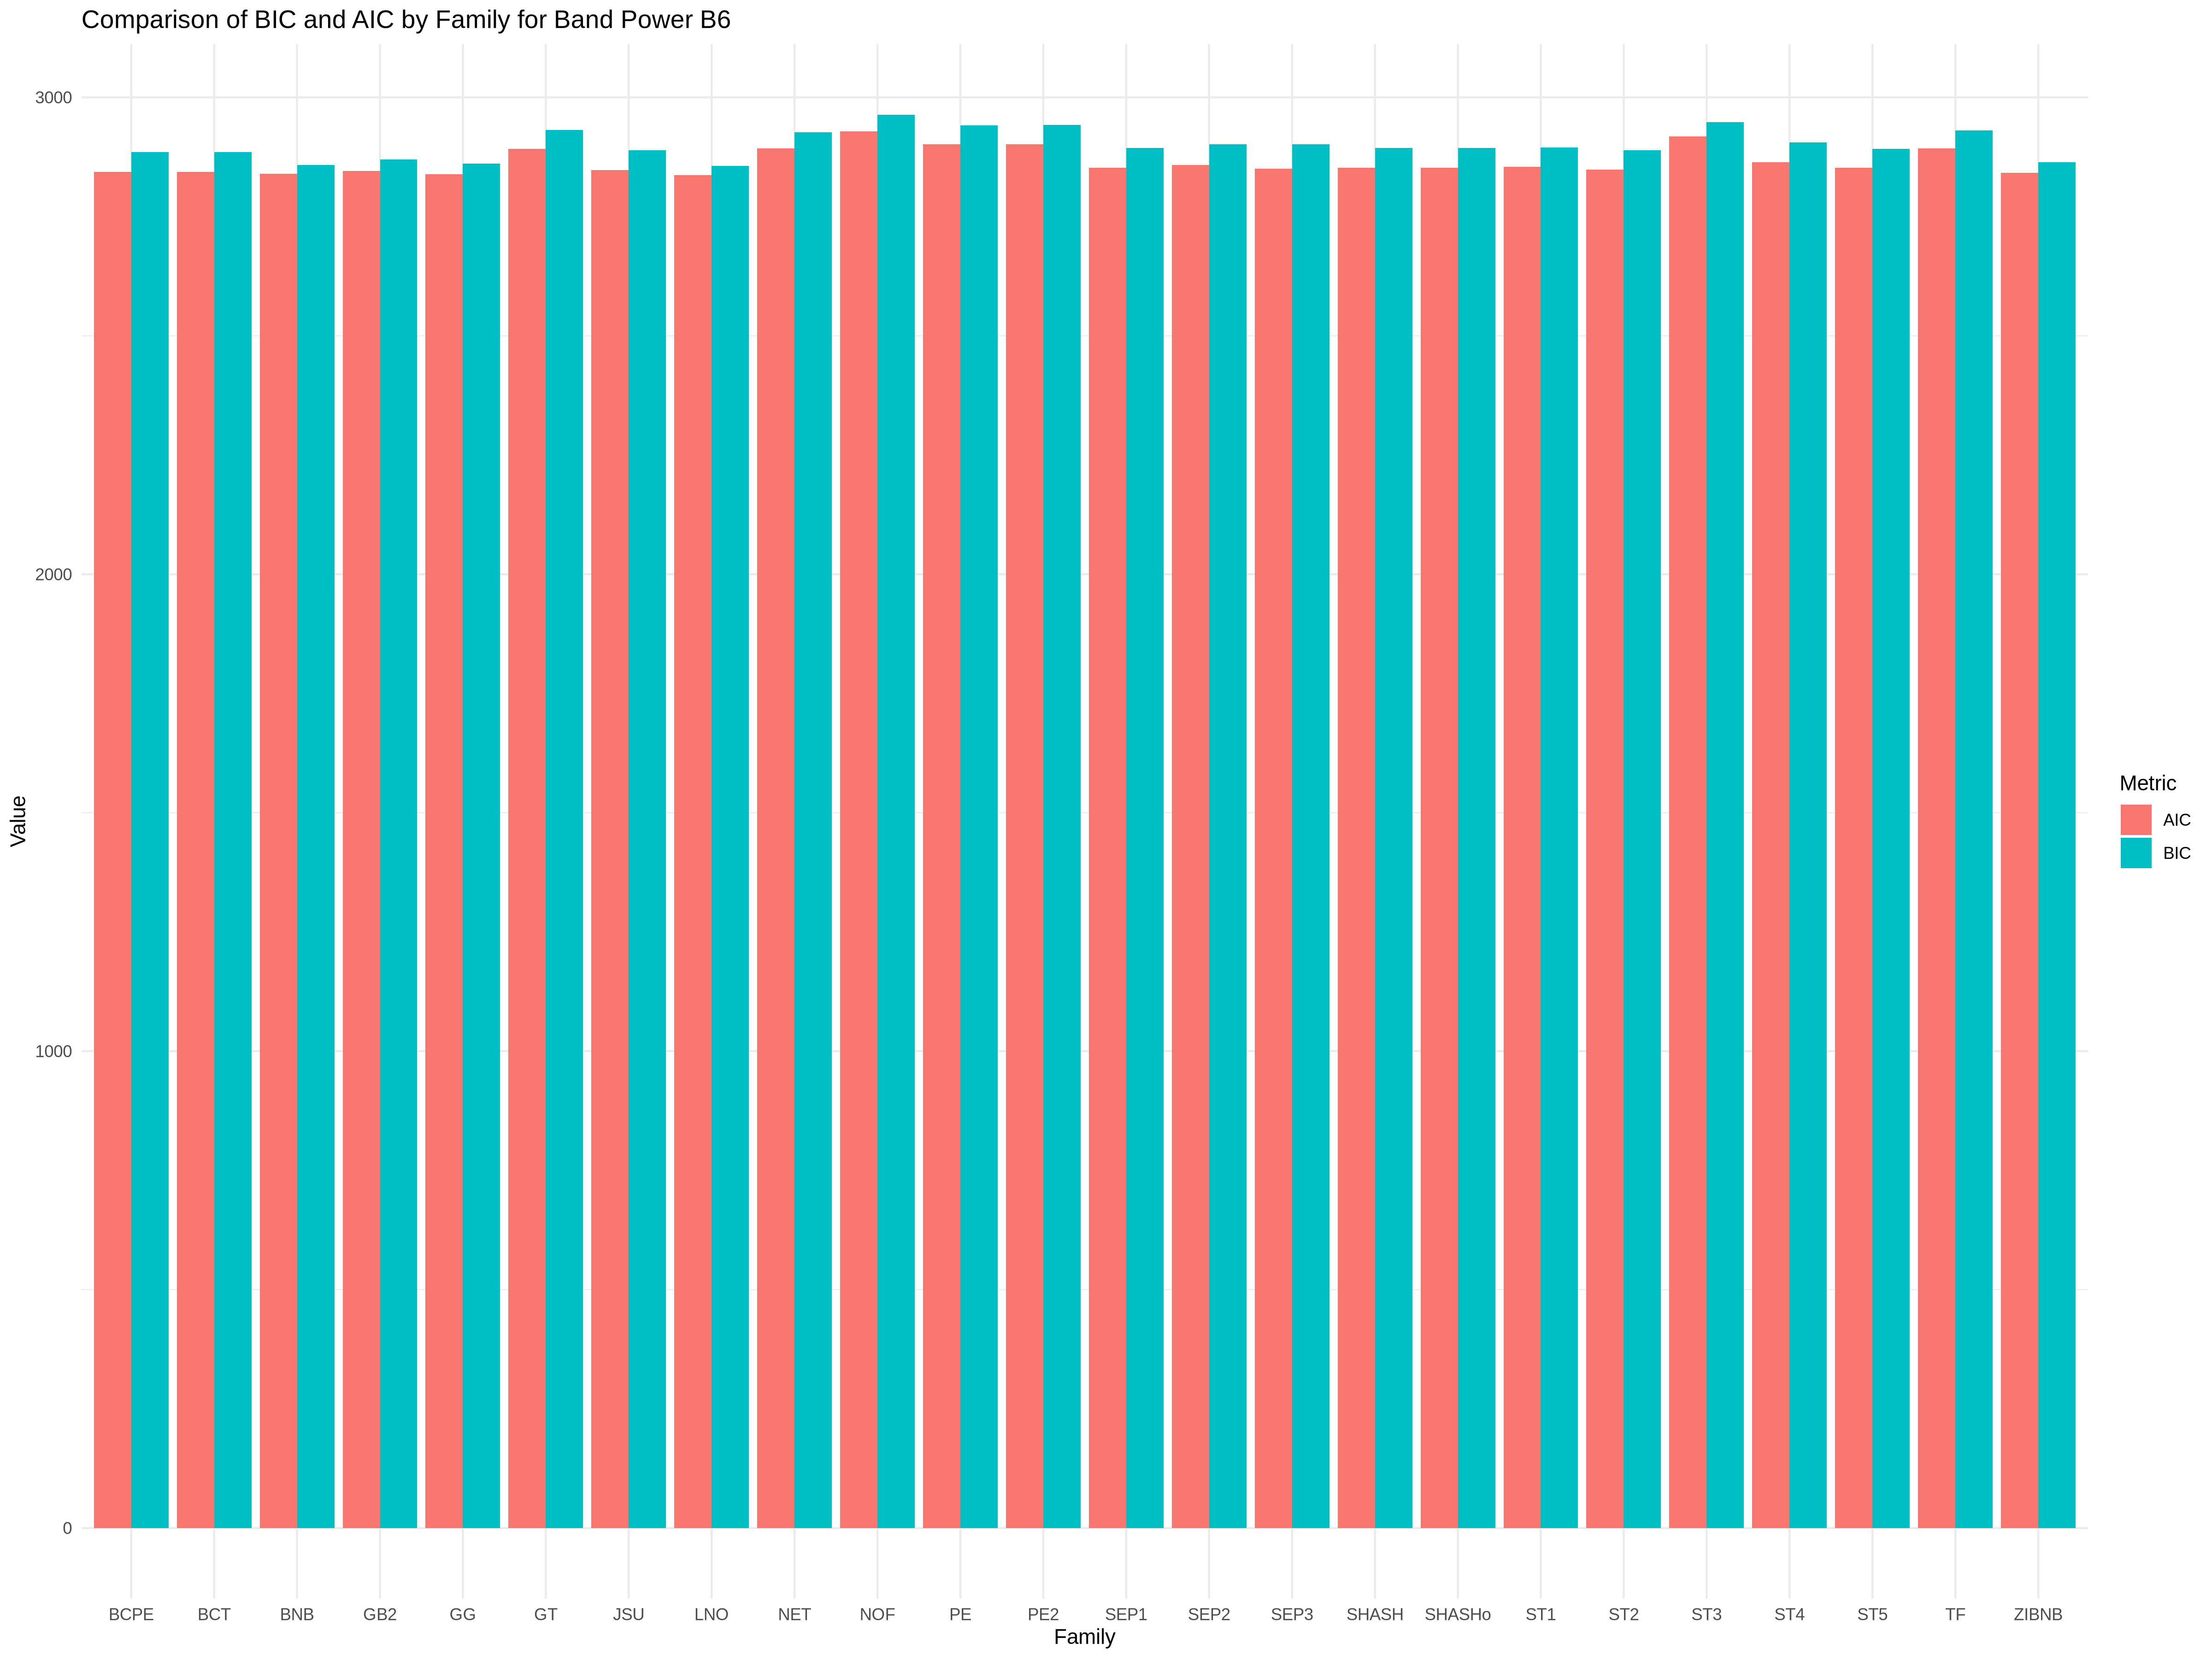 Comparison of BIC and AIC by Family for Band Power B6
3000
2000
1000
0
Value
BCPE BCT BNB GB2 GG GT JSU LNO NET NOF PE PE2 SEP1 SEP2 SEP3 SHASH SHASHo ST1 ST2 ST3 ST4 ST5 TF ZIBNB
Family
Metric
AIC
BIC